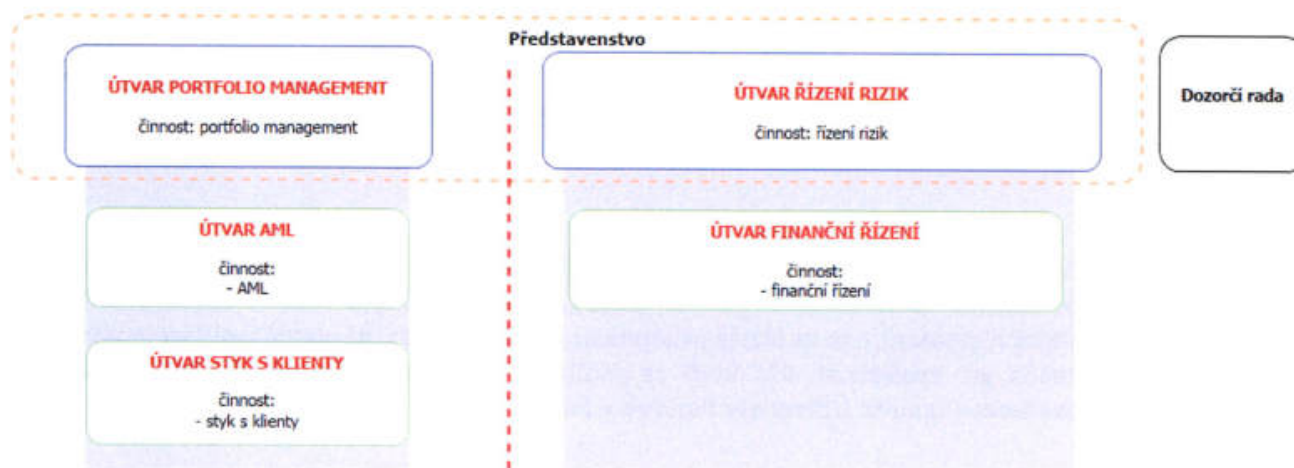 Představenstvo
ÚTVAR PORTFOLIO MANAGEMENT
činnost: portfolio management
ÚTVAR ŘÍZENÍ RIZIK
činnost: řízení rizik
Dozorčí rada
ÚTVAR AML
činnost:
- AML
ÚTVAR FINANČNÍ ŘÍZENÍ
činnost:
- finanční řízení
ÚTVAR STYK S KLIENTY
činnost:
- styk s klienty